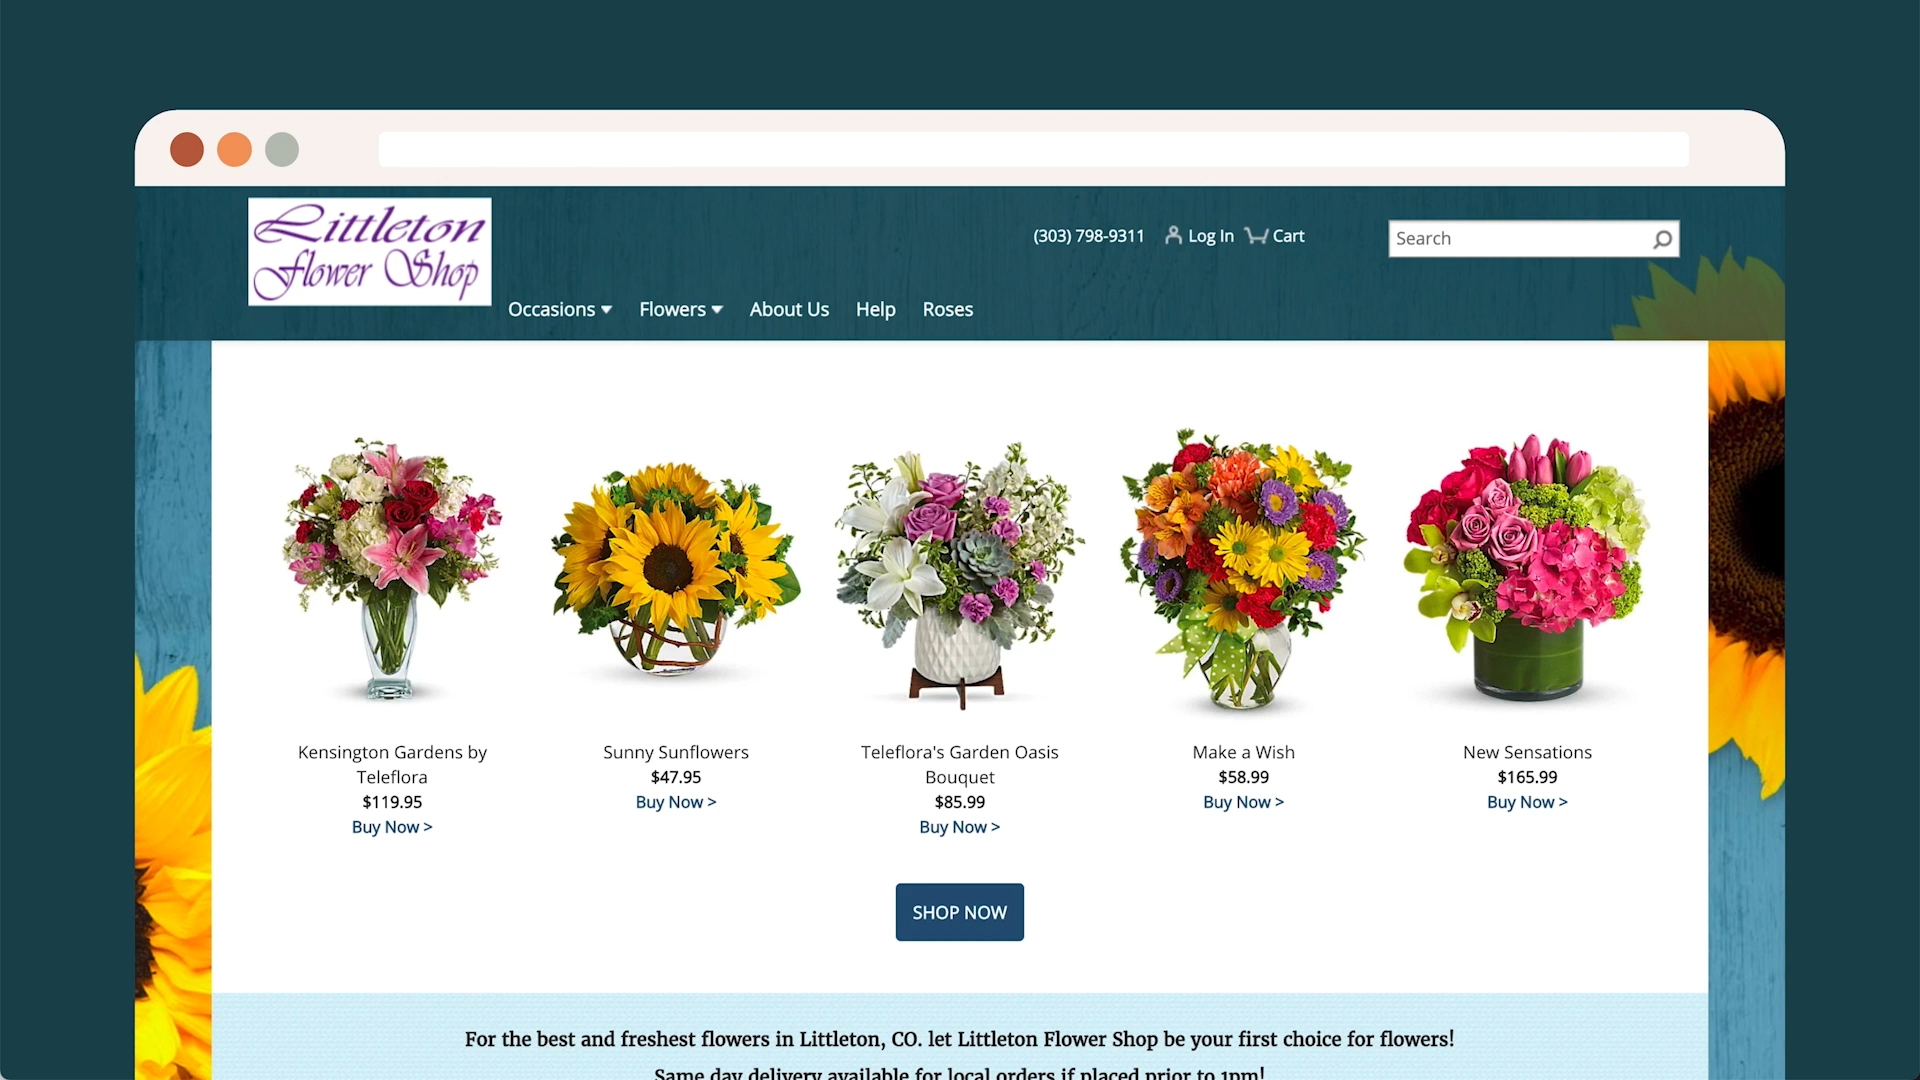 Littleton
Flower Shop
(303) 798-9311 Log In Cart
Search
Occasions Flowers About Us Help Roses
Kensington Gardens by
Teleflora
$119.95
Buy Now >
Sunny Sunflowers
$47.95
Buy Now >
Teleflora's Garden Oasis
Bouquet
$85.99
Buy Now >
Make a Wish
$58.99
Buy Now >
New Sensations
$165.99
Buy Now >
SHOP NOW
For the best and freshest flowers in Littleton, CO. let Littleton Flower Shop be your first choice for flowers!
Same day delivery available for local orders if placed prior to 1pm!